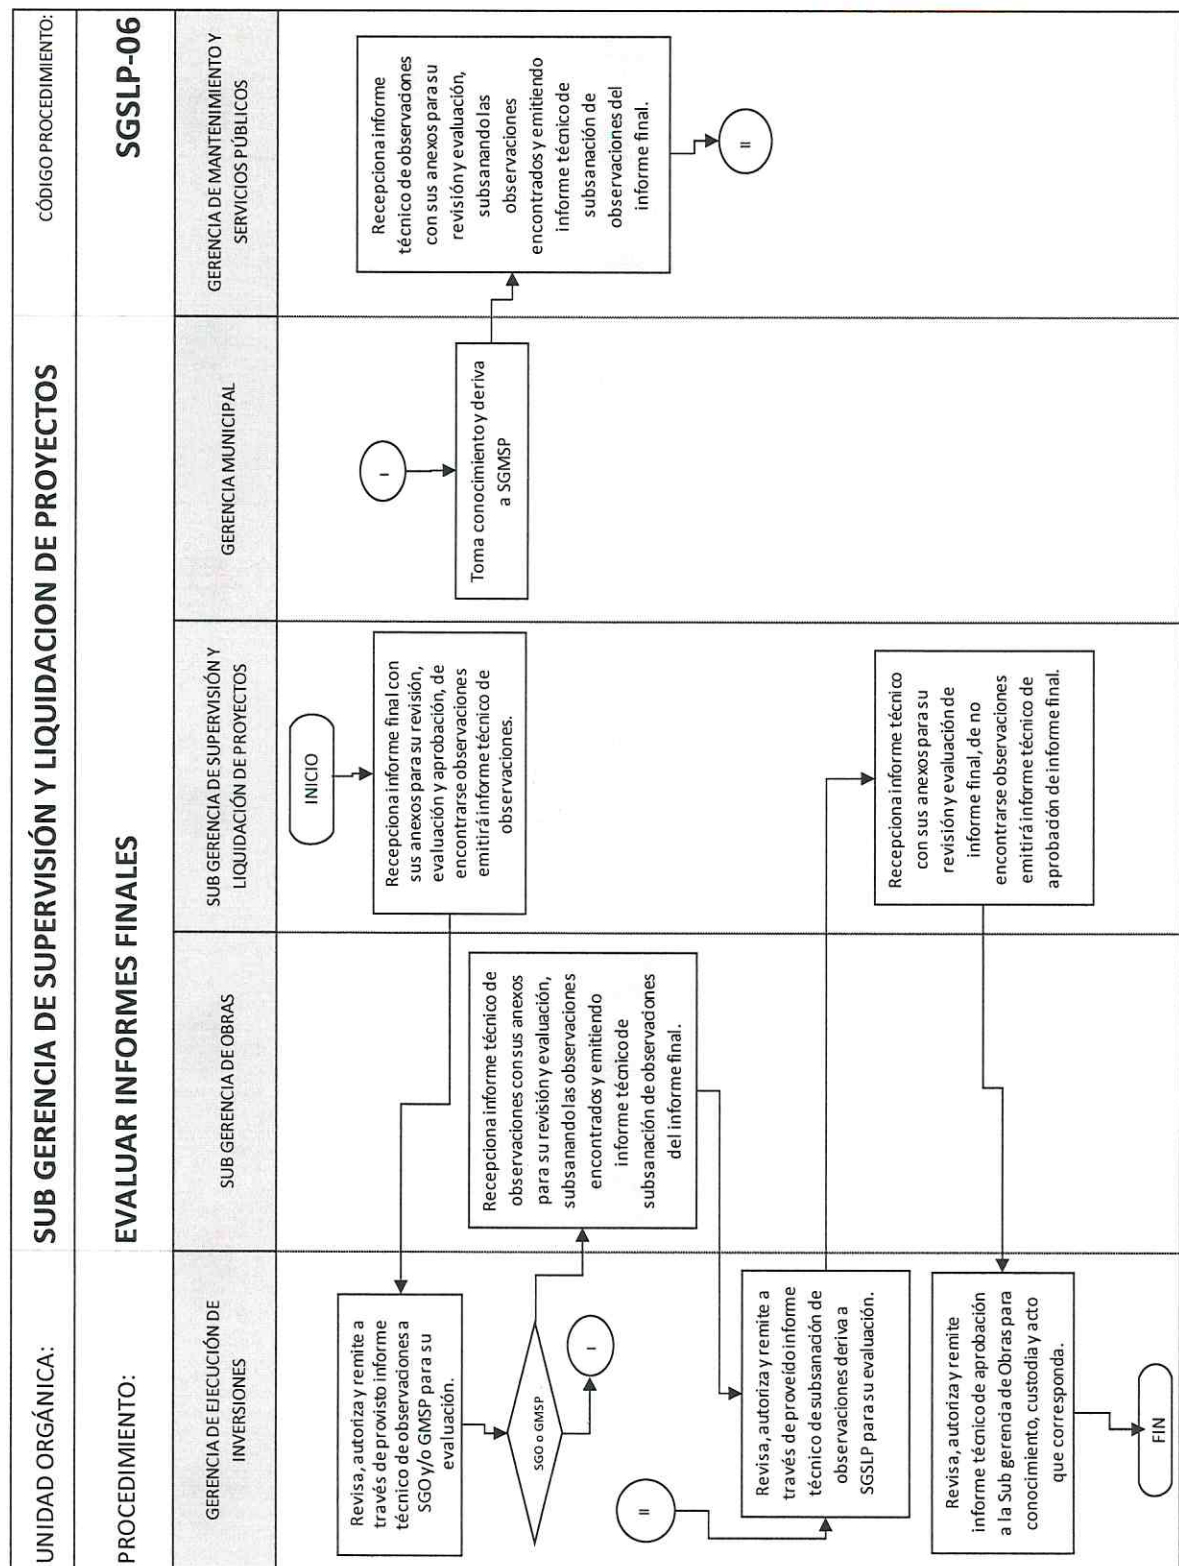 UNIDAD ORGÁNICA:
SUB GERENCIA DE SUPERVISIÓN Y LIQUIDACION DE PROYECTOS
CÓDIGO PROCEDIMIENTO:
PROCEDIMIENTO:
EVALUAR INFORMES FINALES
SGSLP-06
GERENCIA DE EJECUCIÓN DE
INVERSIONES
SUB GERENCIA DE OBRAS
SUB GERENCIA DE SUPERVISIÓN Y
LIQUIDACIÓN DE PROYECTOS
GERENCIA MUNICIPAL
GERENCIA DE MANTENIMIENTO Y
SERVICIOS PÚBLICOS
INICIO
Recepciona informe final con
sus anexos para su revisión,
evaluación y aprobación, de
encontrarse observaciones
emitirá informe técnico de
observaciones.
Revisa, autoriza y remite a
través de provisto informe
técnico de observaciones a
SGO y/o GMSP para su
evaluación.
SGO o GMSP
I
Recepciona informe técnico de
observaciones con sus anexos
para su revisión y evaluación,
subsanando las observaciones
encontrados y emitiendo
informe técnico de
subsanación de observaciones
del informe final.
I
Toma conocimiento y deriva
a SGMSP
Recepciona informe
técnico de observaciones
con sus anexos para su
revisión y evaluación,
subsanando las
observaciones
encontrados y emitiendo
informe técnico de
subsanación de
observaciones del
informe final.
II
II
Revisa, autoriza y remite a
través de proveído informe
técnico de subsanación de
observaciones deriva a
SGSLP para su evaluación.
Recepciona informe técnico
con sus anexos para su
revisión y evaluación de
informe final, de no
encontrarse observaciones
emitirá informe técnico de
aprobación de informe final.
Revisa, autoriza y remite
informe técnico de aprobación
a la Sub gerencia de Obras para
conocimiento, custodia y acto
que corresponda.
FIN